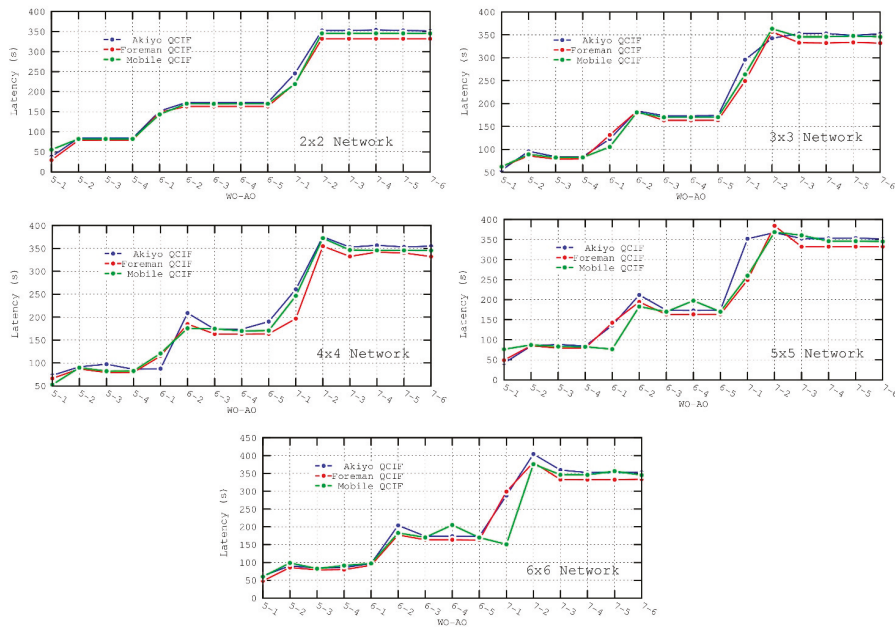 400
350
300
250
200
150
100
50
0
Latency (s)
Akiyo QCIF
Foreman QCIF
Mobile QCIF
2x2 Network
5-1 5-2 5-3 5-4 6-1 6-2 6-3 6-4 6-5 7-1 7-2 7-3 7-4 7-5 7-6
WO-AO
400
350
300
250
200
150
100
50
Latency (s)
Akiyo QCIF
Foreman QCIF
Mobile QCIF
3x3 Network
5-1 5-2 5-3 5-4 6-1 6-2 6-3 6-4 6-5 7-1 7-2 7-3 7-4 7-5 7-6
WO-AO
400
350
300
250
200
150
100
50
Latency (s)
Akiyo QCIF
Foreman QCIF
Mobile QCIF
4x4 Network
5-1 5-2 5-3 5-4 6-1 6-2 6-3 6-4 6-5 7-1 7-2 7-3 7-4 7-5 7-6
WO-AO
400
350
300
250
200
150
100
50
0
Latency (s)
Akiyo QCIF
Foreman QCIF
Mobile QCIF
5x5 Network
5-1 5-2 5-3 5-4 6-1 6-2 6-3 6-4 6-5 7-1 7-2 7-3 7-4 7-5 7-6
WO-AO
450
400
350
300
250
200
150
100
50
0
Latency (s)
Akiyo QCIF
Foreman QCIF
Mobile QCIF
6x6 Network
5-1 5-2 5-3 5-4 6-1 6-2 6-3 6-4 6-5 7-1 7-2 7-3 7-4 7-5 7-6
WO-AO